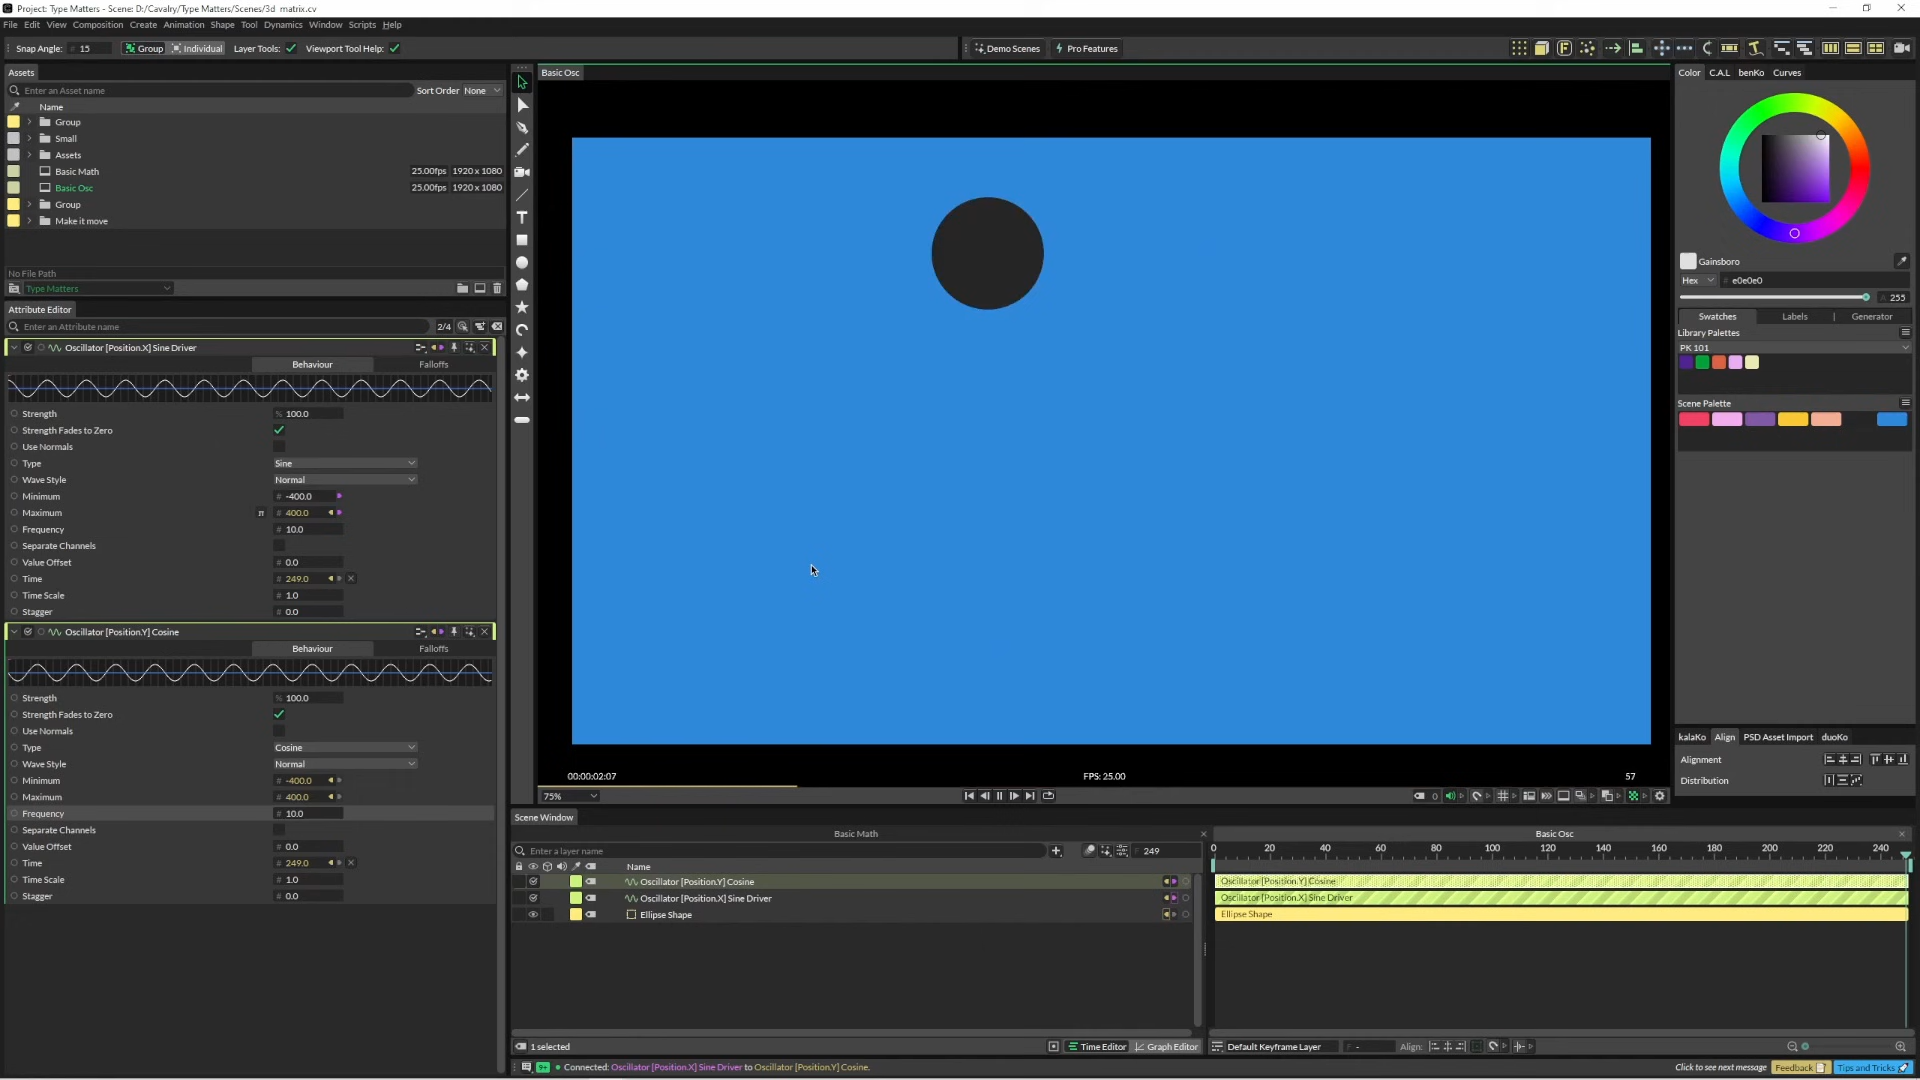 Project: Type Matters - Scene: D:/Cavalry/Type Matters/Scenes/3d matrix.cv
File Edit View Composition Create Animation Shape Tool Dynamics Window Scripts Help
Snap Angle: # 15 Group Individual Layer Tools: Viewport Tool Help: Demo Scenes Pro Features
Assets
Enter an Asset name Sort Order None
Name
Group
Small
Assets
Basic Math 25.00fps 1920 x 1080
Basic Osc 25.00fps 1920 x 1080
Group
Make it move
No File Path
Type Matters
Attribute Editor
Enter an Attribute name 2/4
Oscillator [Position.X] Sine Driver
Behaviour Falloffs
Strength % 100.0
Strength Fades to Zero
Use Normals
Type Sine
Wave Style Normal
Minimum # -400.0
Maximum π # 400.0
Frequency # 10.0
Separate Channels
Value Offset # 0.0
Time # 249.0
Time Scale # 1.0
Stagger # 0.0
Oscillator [Position.Y] Cosine
Behaviour Falloffs
Strength % 100.0
Strength Fades to Zero
Use Normals
Type Cosine
Wave Style Normal
Minimum # -400.0
Maximum # 400.0
Frequency # 10.0
Separate Channels
Value Offset # 0.0
Time # 249.0
Time Scale # 1.0
Stagger # 0.0
Basic Osc
00:00:02:07 FPS: 25.00 57
75% 0
Scene Window
Basic Math
Enter a layer name 249
Name
Oscillator [Position.Y] Cosine
Oscillator [Position.X] Sine Driver
Ellipse Shape
1 selected Time Editor Graph Editor
Basic Osc
0 20 40 60 80 100 120 140 160 180 200 220 240
Oscillator [Position.Y] Cosine
Oscillator [Position.X] Sine Driver
Ellipse Shape
Default Keyframe Layer F - Align:
9+ Connected: Oscillator [Position.X] Sine Driver to Oscillator [Position.Y] Cosine. Click to see next message Feedback Tips and Tricks
Color C.A.L benKo Curves
Gainsboro
Hex # e0e0e0
A 255
Swatches Labels Generator
Library Palettes
PK 101
Scene Palette
kalaKo Align PSD Asset Import duoKo
Alignment
Distribution